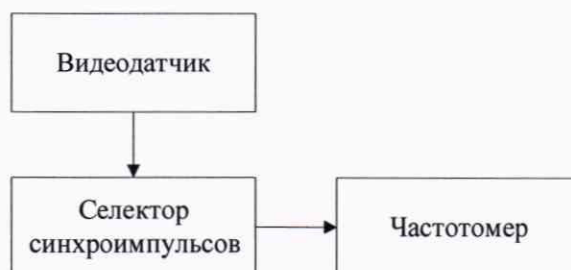 Видеодатчик
Селектор
синхроимпульсов
Частотомер